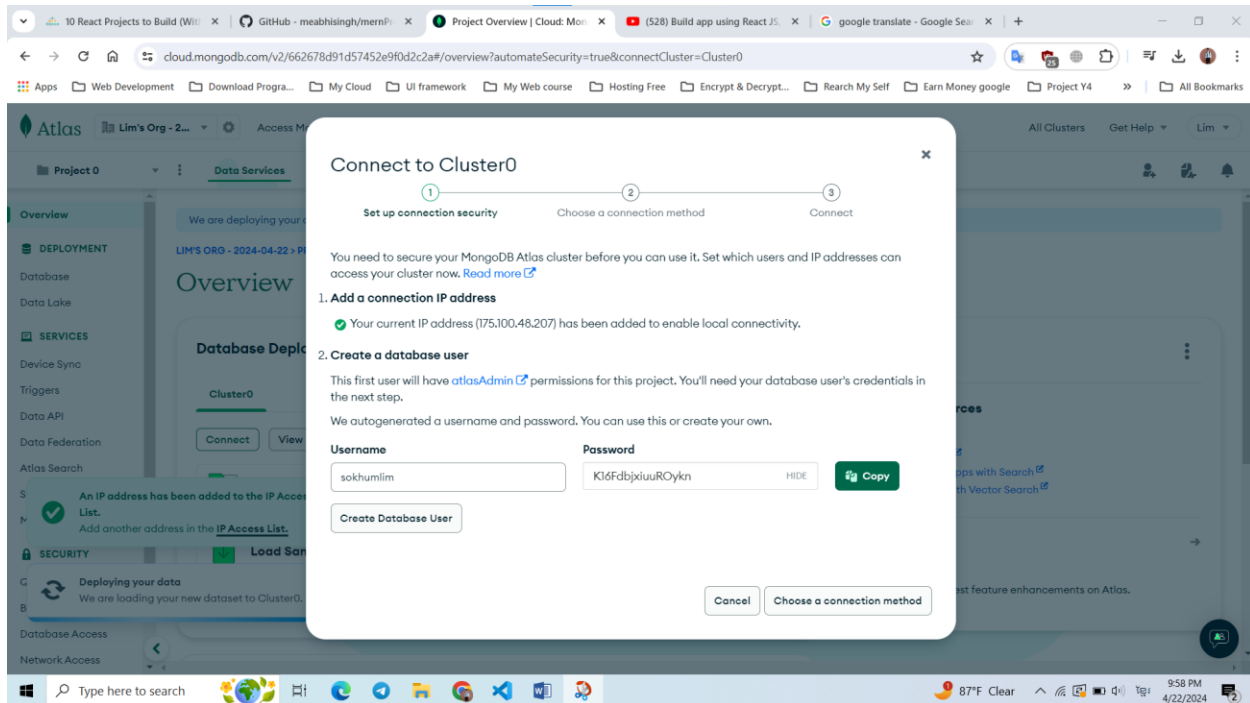 10 React Projects to Build (Wit
GitHub - meabhisingh/mernPr
Project Overview | Cloud: Mon
(528) Build app using React JS,
google translate - Google Sear
cloud.mongodb.com/v2/662678d91d57452e9f0d2c2a#/overview?automateSecurity=true&connectCluster=Cluster0
25
Apps Web Development Download Progra... My Cloud UI framework My Web course Hosting Free Encrypt & Decrypt... Rearch My Self Earn Money google Project Y4 » All Bookmarks
Atlas Lim's Org - 2... Access M All Clusters Get Help Lim
Project 0 Data Services
Overview
DEPLOYMENT
Database
Data Lake
SERVICES
Device Sync
Triggers
Data API
Data Federation
Atlas Search
SECURITY
Database Access
Network Access
We are deploying your
LIM'S ORG - 2024-04-22 > P
Overview
Database Deplo
Cluster0
Connect View
Load San
An IP address has been added to the IP Acces
List.
Add another address in the IP Access List.
Deploying your data
We are loading your new dataset to Cluster0.
Connect to Cluster0
1 2 3
Set up connection security Choose a connection method Connect
You need to secure your MongoDB Atlas cluster before you can use it. Set which users and IP addresses can
access your cluster now. Read more
1. Add a connection IP address
Your current IP address (175.100.48.207) has been added to enable local connectivity.
2. Create a database user
This first user will have atlasAdmin permissions for this project. You'll need your database user's credentials in
the next step.
We autogenerated a username and password. You can use this or create your own.
Username Password
sokhumlim K16FdbjxiuuROykn HIDE Copy
Create Database User
Cancel Choose a connection method
rces
pps with Search
th Vector Search
est feature enhancements on Atlas.
Type here to search
87°F Clear
9:58 PM
4/22/2024
2